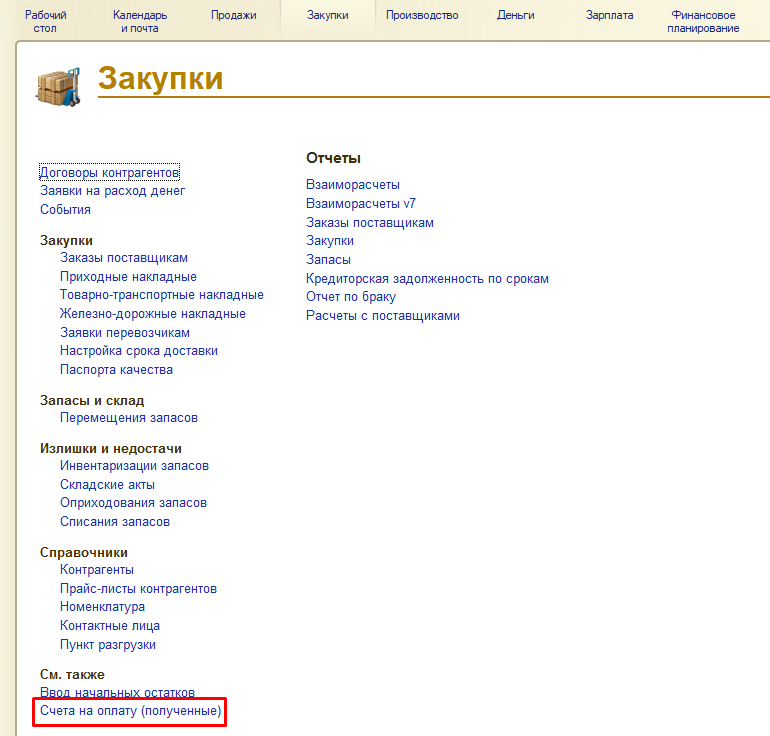 Рабочий стол
Календарь и почта
Продажи
Закупки
Производство
Деньги
Зарплата
Финансовое планирование
Закупки
Договоры контрагентов
Заявки на расход денег
События
Закупки
Заказы поставщикам
Приходные накладные
Товарно-транспортные накладные
Железно-дорожные накладные
Заявки перевозчикам
Настройка срока доставки
Паспорта качества
Запасы и склад
Перемещения запасов
Излишки и недостачи
Инвентаризации запасов
Складские акты
Оприходования запасов
Списания запасов
Справочники
Контрагенты
Прайс-листы контрагентов
Номенклатура
Контактные лица
Пункт разгрузки
См. также
Ввод начальных остатков
Счета на оплату (полученные)
Отчеты
Взаиморасчеты
Взаиморасчеты v7
Заказы поставщикам
Закупки
Запасы
Кредиторская задолженность по срокам
Отчет по браку
Расчеты с поставщиками